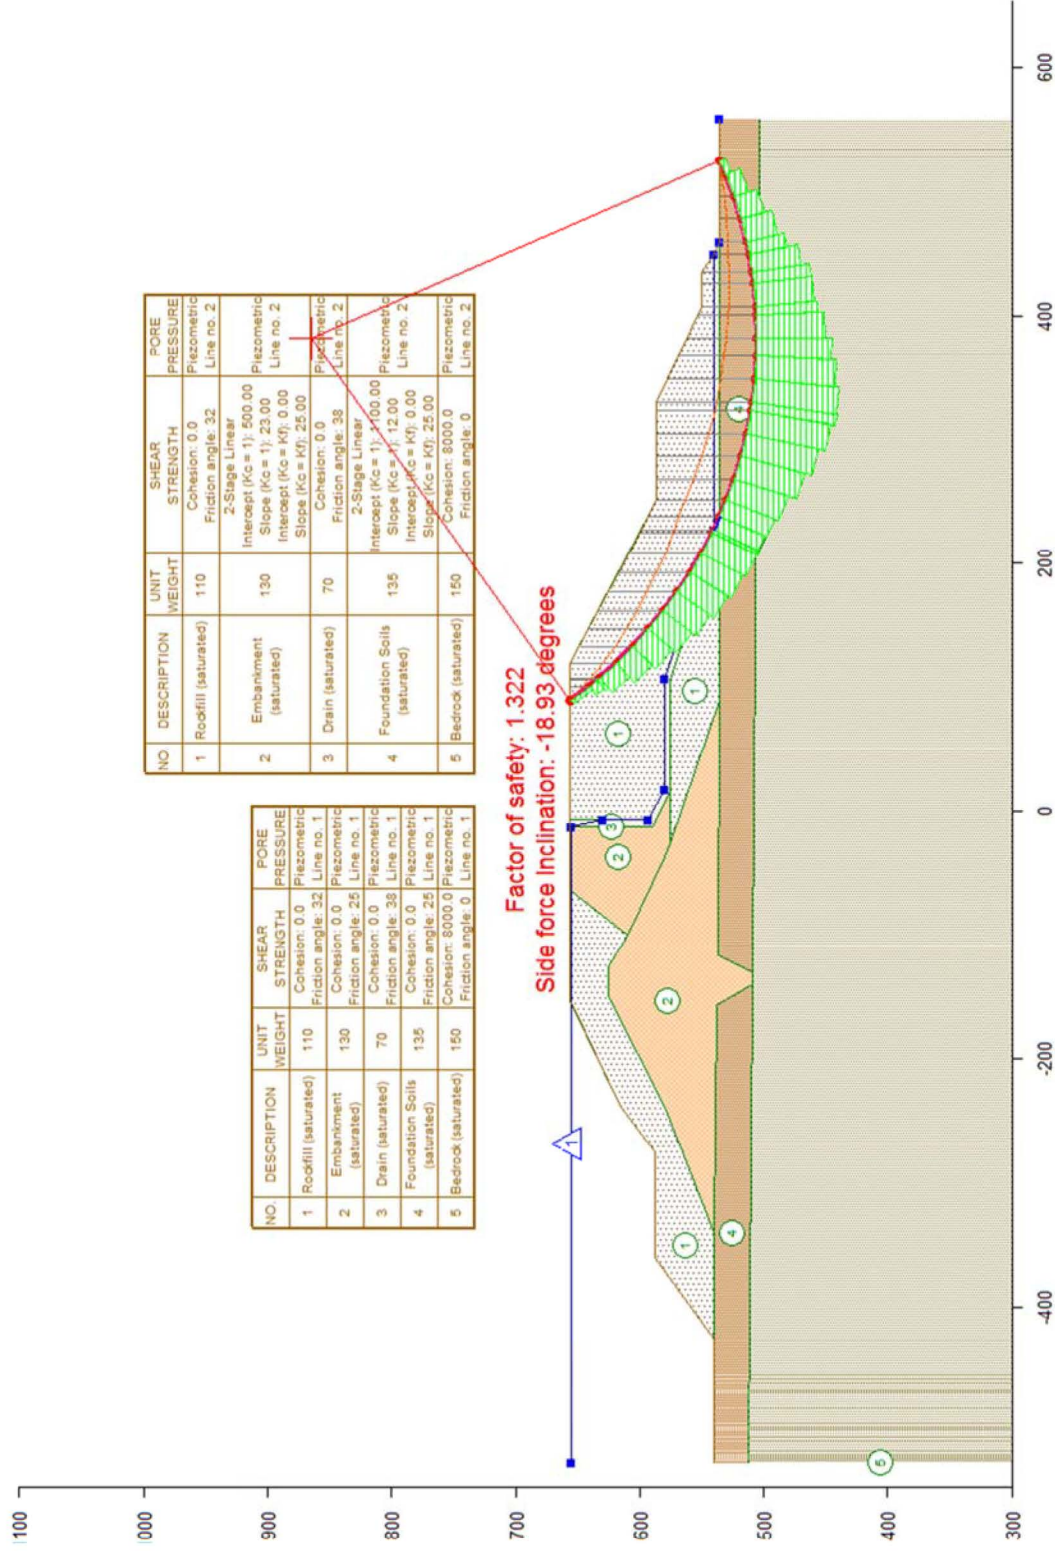 NO. DESCRIPTION UNIT WEIGHT SHEAR STRENGTH PORE PRESSURE
1 Rockfill (saturated) 110 Cohesion: 0.0 Piezometric
Friction angle: 32 Line no. 1
2 Embankment (saturated) 130 Cohesion: 0.0 Piezometric
Friction angle: 25 Line no. 1
3 Drain (saturated) 70 Cohesion: 0.0 Piezometric
Friction angle: 38 Line no. 1
4 Foundation Soils (saturated) 135 Cohesion: 0.0 Piezometric
Friction angle: 25 Line no. 1
5 Bedrock (saturated) 150 Cohesion: 8000.0 Piezometric
Friction angle: 0 Line no. 1
NO. DESCRIPTION UNIT WEIGHT SHEAR STRENGTH PORE PRESSURE
1 Rockfill (saturated) 110 Cohesion: 0.0 Piezometric
Friction angle: 32 Line no. 2
2 Embankment (saturated) 130 2-Stage Linear
Intercept (Kc = 1): 500.00
Slope (Kc = 1): 23.00
Intercept (Kc = Kf): 0.00
Slope (Kc = Kf): 25.00
Piezometric
Line no. 2
3 Drain (saturated) 70 Cohesion: 0.0 Piezometric
Friction angle: 38 Line no. 2
4 Foundation Soils (saturated) 135 2-Stage Linear
Intercept (Kc = 1):
Slope (Kc = 1): 12.00
Intercept (Kc = Kf): 0.00
Slope (Kc = Kf): 25.00
Piezometric
Line no. 2
5 Bedrock (saturated) 150 Cohesion: 8000.0 Piezometric
Friction angle: 0 Line no. 2
Factor of safety: 1.322
Side force Inclination: -18.93 degrees
1100
1000
900
800
700
600
500
400
300
1
1
4
2
2
3
1
1
4
5
-400
-200
0
200
400
600